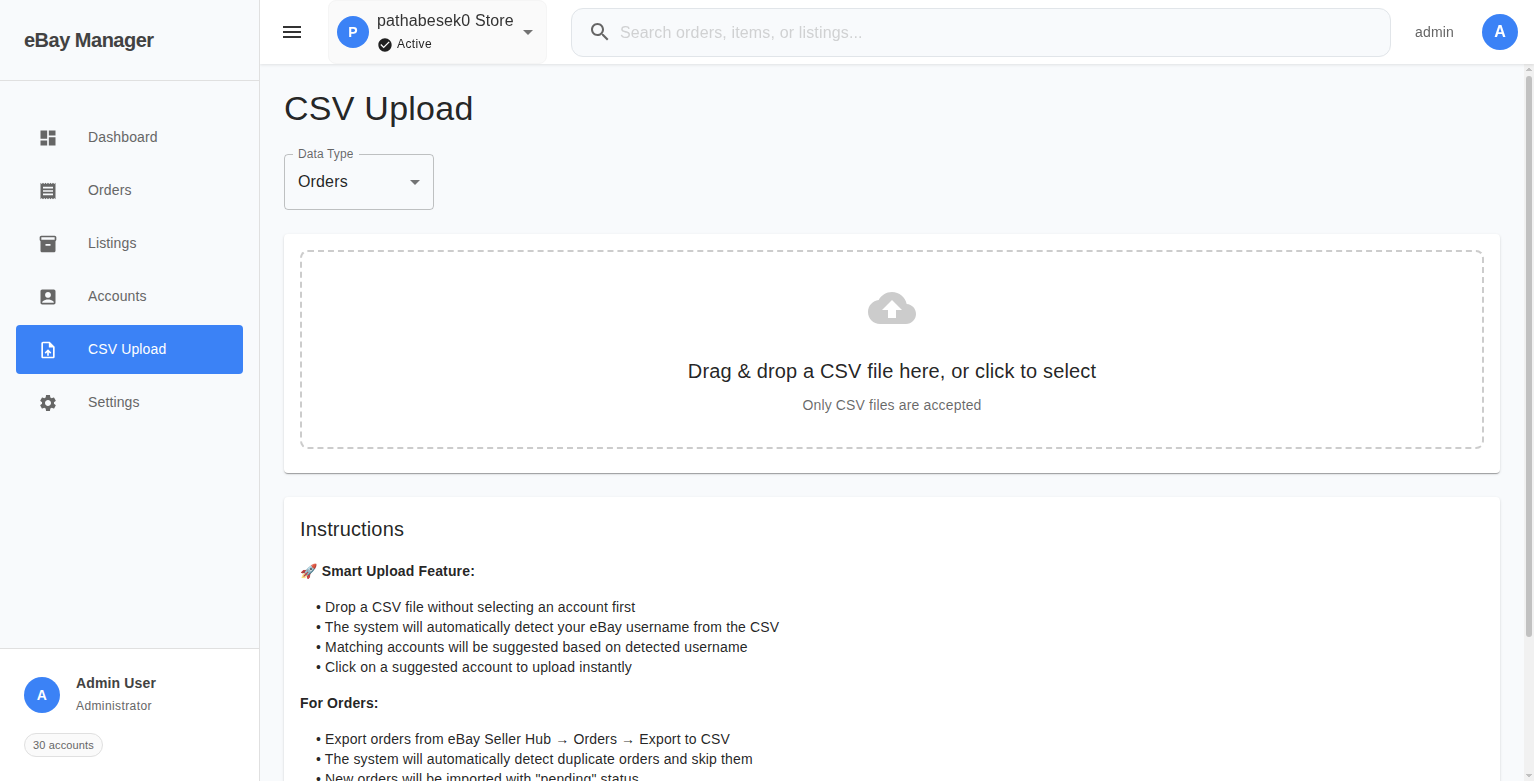 eBay Manager
P
pathabesek0 Store
Active
Search orders, items, or listings...
admin
A
Dashboard
Orders
Listings
Accounts
CSV Upload
Settings
Admin User
A
Administrator
30 accounts
CSV Upload
Data Type
Orders
Drag & drop a CSV file here, or click to select
Only CSV files are accepted
Instructions
🚀 Smart Upload Feature:
• Drop a CSV file without selecting an account first
• The system will automatically detect your eBay username from the CSV
• Matching accounts will be suggested based on detected username
• Click on a suggested account to upload instantly
For Orders:
• Export orders from eBay Seller Hub → Orders → Export to CSV
• The system will automatically detect duplicate orders and skip them
• New orders will be imported with "pending" status